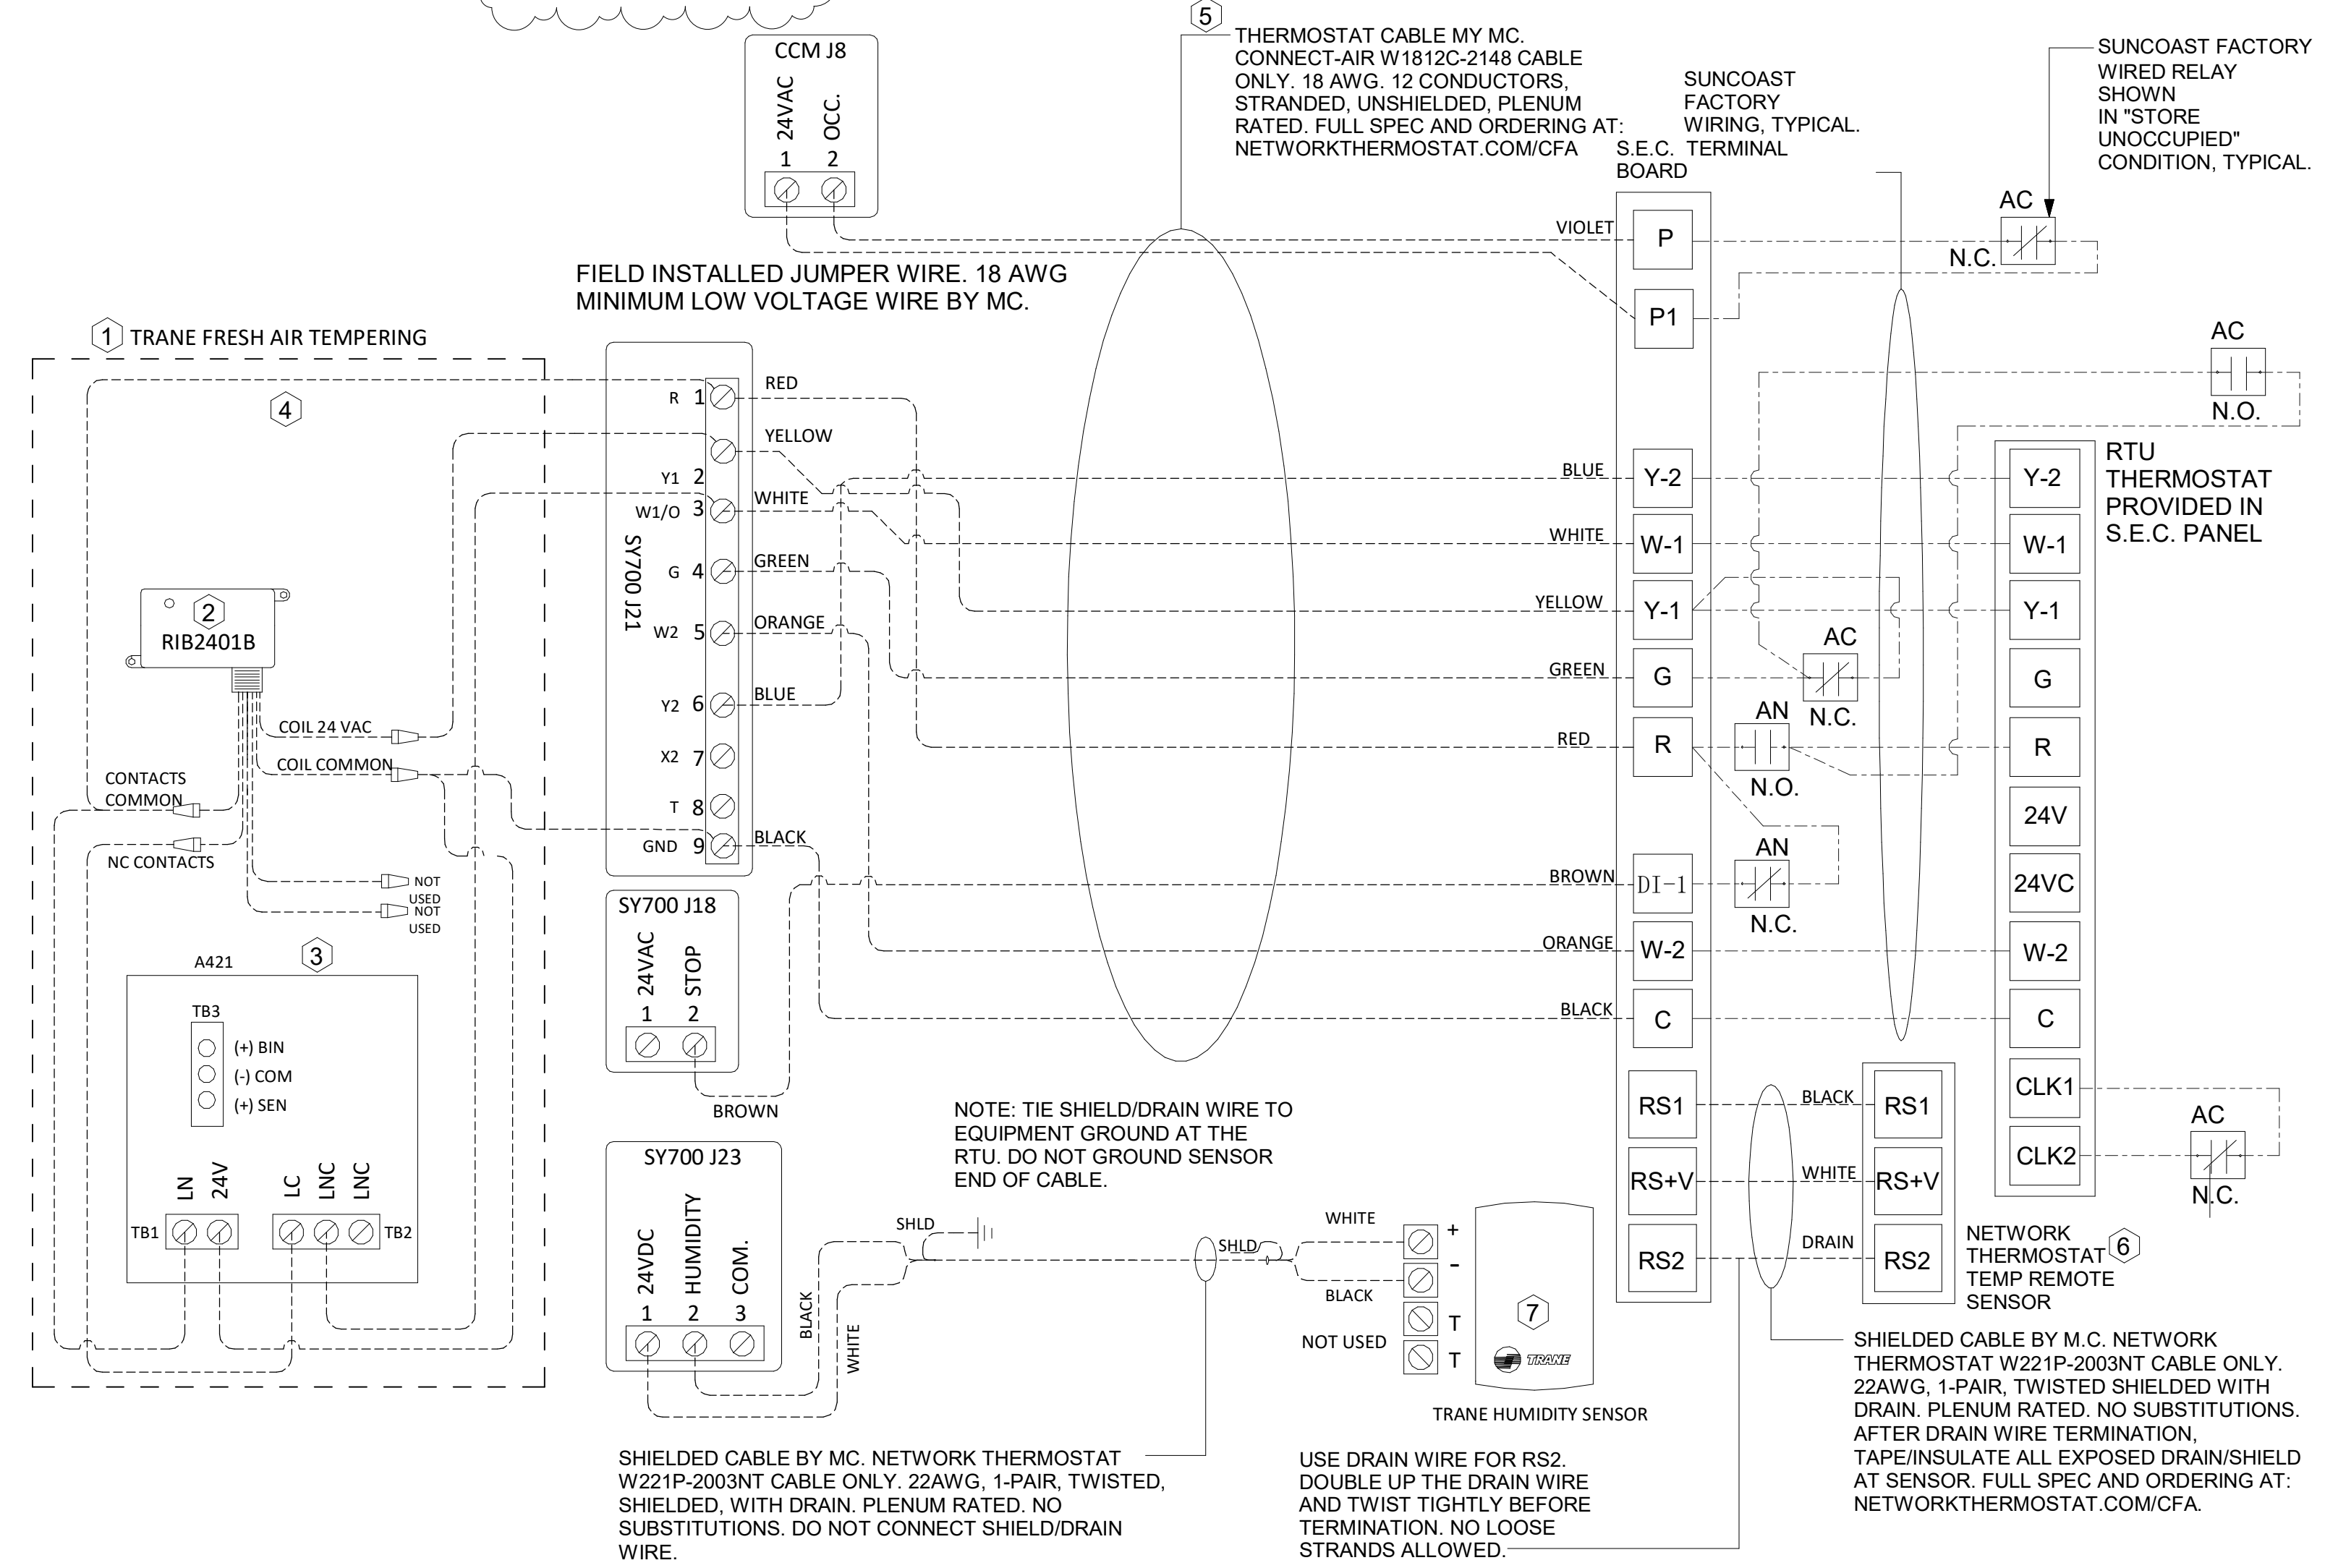 5
THERMOSTAT CABLE MY MC.
CONNECT-AIR W1812C-2148 CABLE
ONLY. 18 AWG. 12 CONDUCTORS,
STRANDED, UNSHIELDED, PLENUM
RATED. FULL SPEC AND ORDERING AT:
NETWORKTHERMOSTAT.COM/CFA
SUNCOAST
FACTORY
WIRING, TYPICAL.
S.E.C. TERMINAL
BOARD
SUNCOAST FACTORY
WIRED RELAY
SHOWN
IN "STORE
UNOCCUPIED"
CONDITION, TYPICAL.
CCM J8
24VAC
OCC.
1 2
FIELD INSTALLED JUMPER WIRE. 18 AWG
MINIMUM LOW VOLTAGE WIRE BY MC.
1 TRANE FRESH AIR TEMPERING
4
2
RIB2401B
COIL 24 VAC
COIL COMMON
CONTACTS
COMMON
NC CONTACTS
NOT
USED
NOT
USED
3
A421
TB3
(+) BIN
(-) COM
(+) SEN
LN
24V
LC
LNC
LNC
TB1
TB2
SY700 J21
R 1
RED
YELLOW
Y1 2
WHITE
W1/O 3
G 4
GREEN
W2 5
ORANGE
Y2 6
BLUE
X2 7
T 8
GND 9
BLACK
SY700 J18
24VAC
STOP
1 2
BROWN
SY700 J23
24VDC
HUMIDITY
COM.
1 2 3
BLACK
WHITE
SHLD
NOTE: TIE SHIELD/DRAIN WIRE TO
EQUIPMENT GROUND AT THE
RTU. DO NOT GROUND SENSOR
END OF CABLE.
SHLD
WHITE
BLACK
NOT USED
+
-
T
T
7
TRANE
TRANE HUMIDITY SENSOR
SHIELDED CABLE BY MC. NETWORK THERMOSTAT
W221P-2003NT CABLE ONLY. 22AWG, 1-PAIR, TWISTED,
SHIELDED, WITH DRAIN. PLENUM RATED. NO
SUBSTITUTIONS. DO NOT CONNECT SHIELD/DRAIN
WIRE.
USE DRAIN WIRE FOR RS2.
DOUBLE UP THE DRAIN WIRE
AND TWIST TIGHTLY BEFORE
TERMINATION. NO LOOSE
STRANDS ALLOWED.
VIOLET
P
P1
BLUE
Y-2
WHITE
W-1
YELLOW
Y-1
GREEN
G
RED
R
BROWN
DI-1
ORANGE
W-2
BLACK
C
RS1
RS+V
RS2
AC
N.C.
AC
N.O.
AC
N.C.
AN
N.O.
AN
N.C.
RTU
THERMOSTAT
PROVIDED IN
S.E.C. PANEL
Y-2
W-1
Y-1
G
R
24V
24VC
W-2
C
CLK1
CLK2
AC
N.C.
BLACK
WHITE
DRAIN
RS1
RS+V
RS2
NETWORK
THERMOSTAT
TEMP REMOTE
SENSOR
6
SHIELDED CABLE BY M.C. NETWORK
THERMOSTAT W221P-2003NT CABLE ONLY.
22AWG, 1-PAIR, TWISTED SHIELDED WITH
DRAIN. PLENUM RATED. NO SUBSTITUTIONS.
AFTER DRAIN WIRE TERMINATION,
TAPE/INSULATE ALL EXPOSED DRAIN/SHIELD
AT SENSOR. FULL SPEC AND ORDERING AT:
NETWORKTHERMOSTAT.COM/CFA.